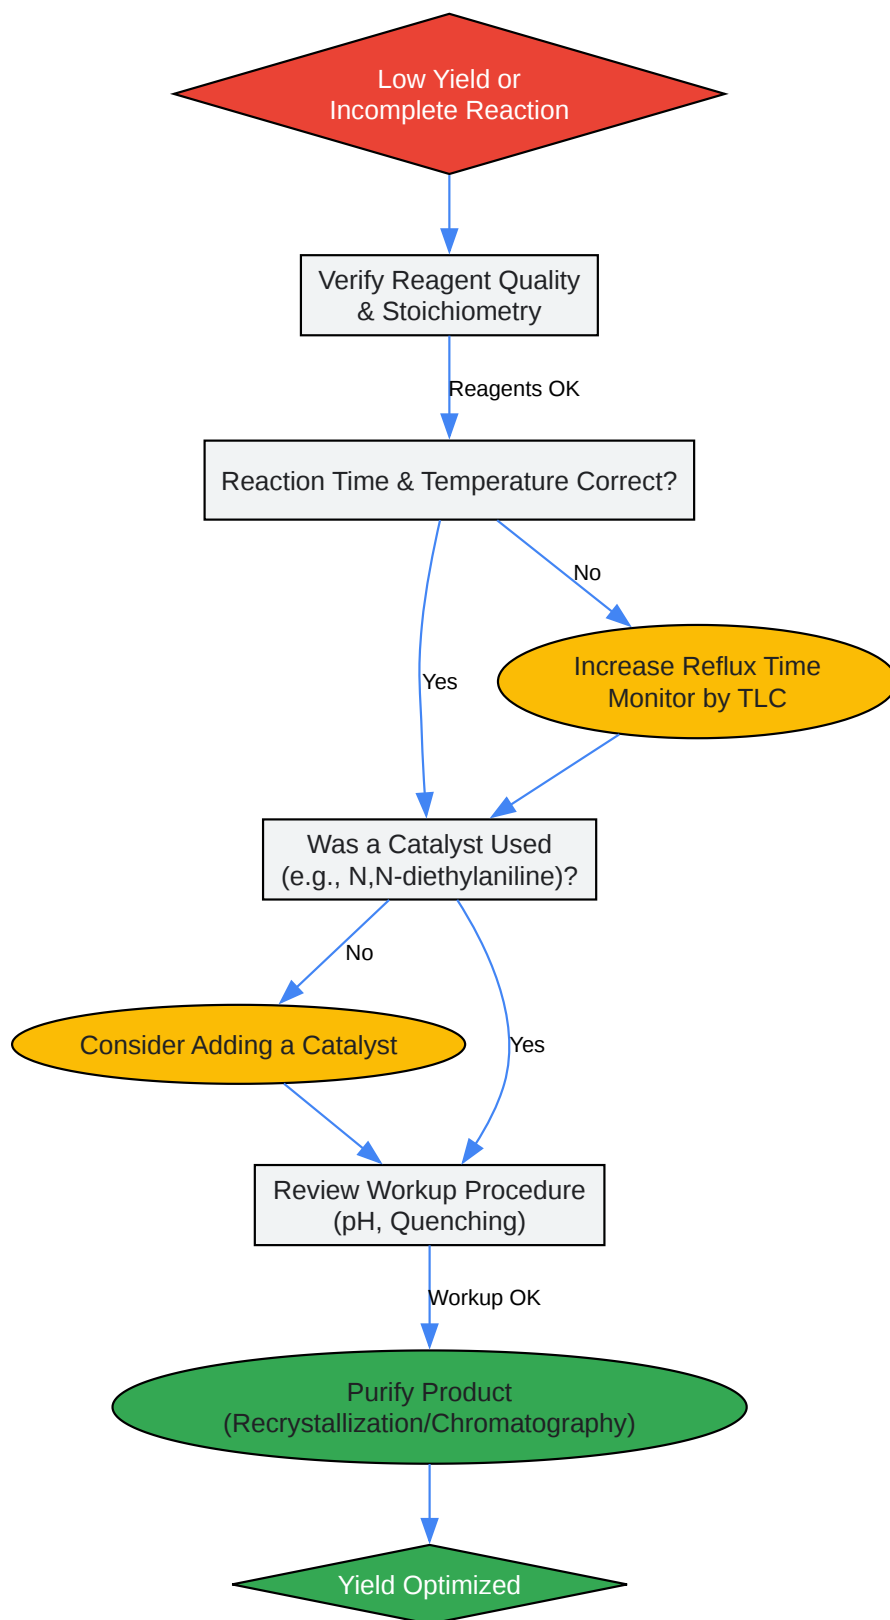 Low Yield or
Incomplete Reaction
Verify Reagent Quality
& Stoichiometry
Reagents OK
Reaction Time & Temperature Correct?
No
Increase Reflux Time
Monitor by TLC
Yes
Was a Catalyst Used
(e.g., N,N-diethylaniline)?
No
Consider Adding a Catalyst
Yes
Review Workup Procedure
(pH, Quenching)
Workup OK
Purify Product
(Recrystallization/Chromatography)
Yield Optimized